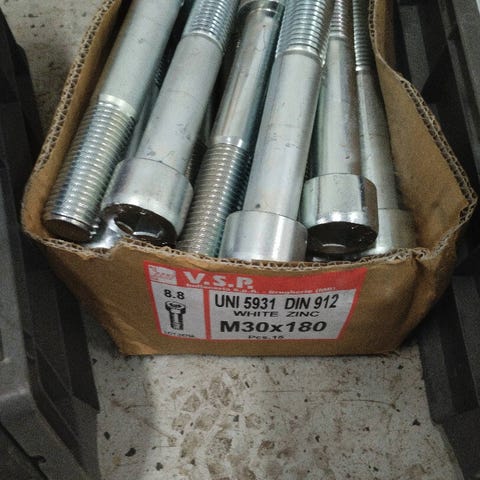 V.S.P.
8.8
UNI 5931 DIN 912
WHITE ZINC
M30x180
Pcs.15